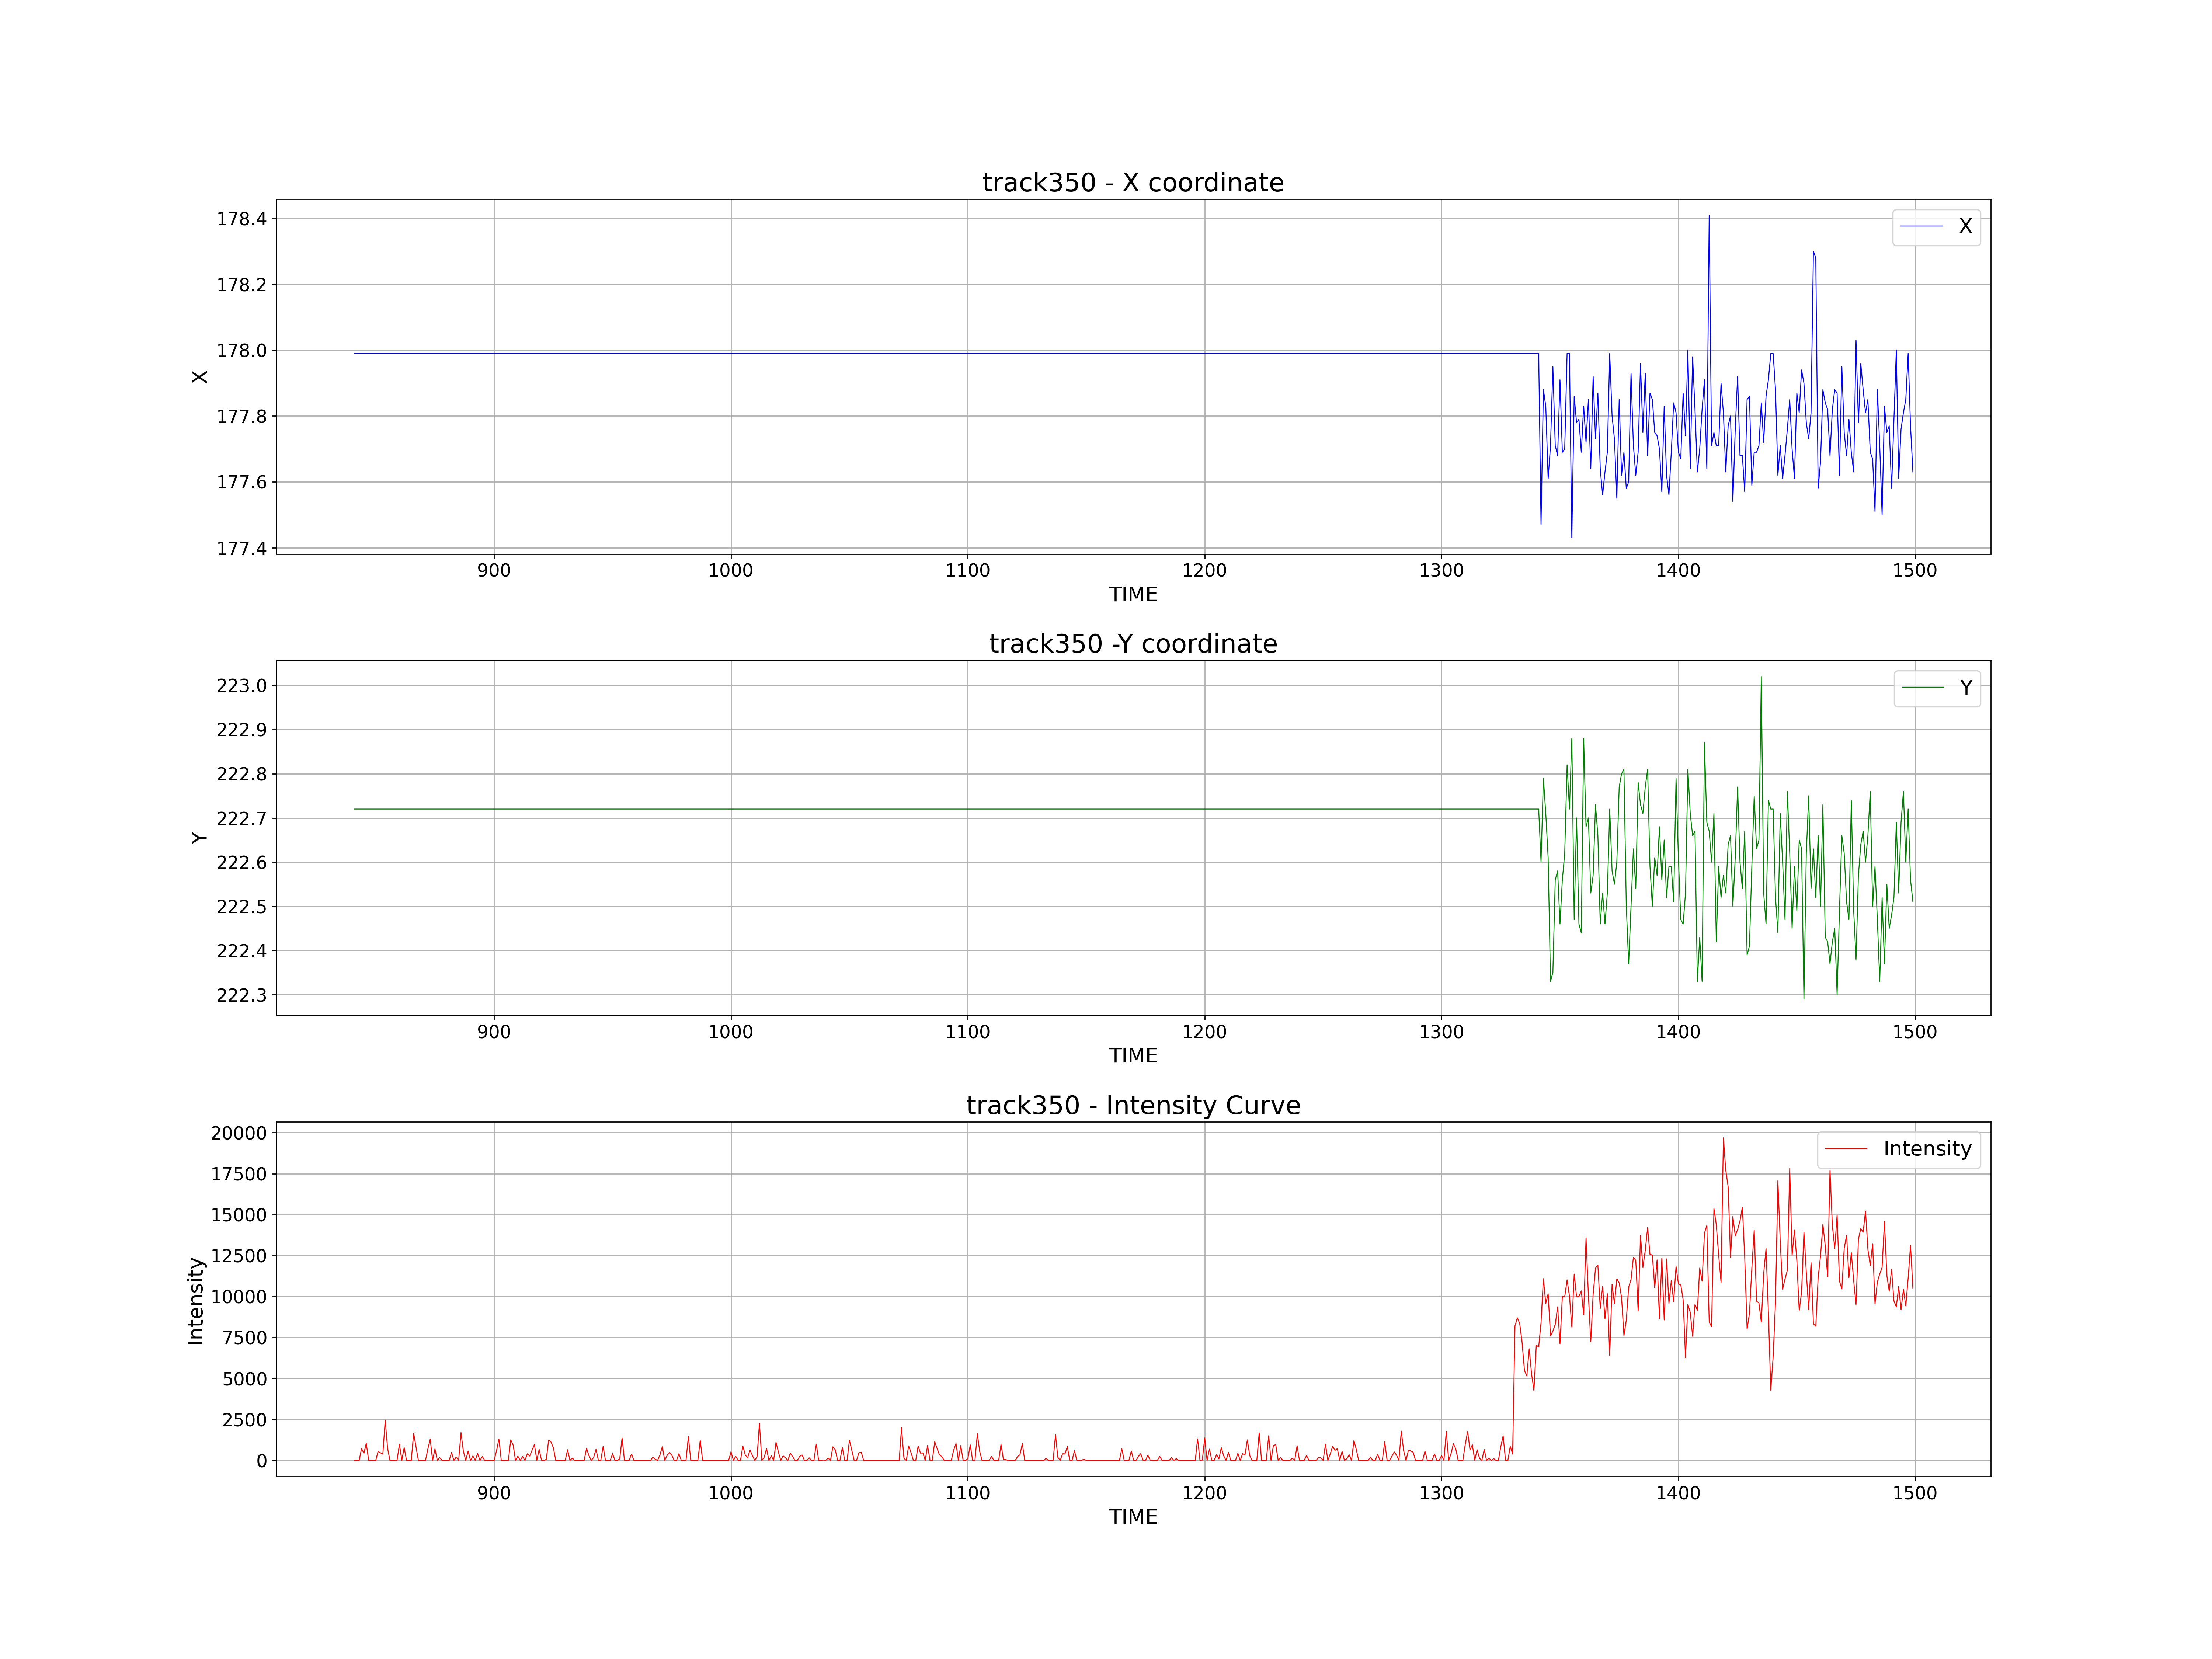 track350 - X coordinate
X
178.4
178.2
178.0
177.8
177.6
177.4
X
900 1000 1100 1200 1300 1400 1500
TIME
track350 -Y coordinate
Y
223.0
222.9
222.8
222.7
222.6
222.5
222.4
222.3
Y
900 1000 1100 1200 1300 1400 1500
TIME
track350 - Intensity Curve
Intensity
20000
17500
15000
12500
10000
7500
5000
2500
0
Intensity
900 1000 1100 1200 1300 1400 1500
TIME